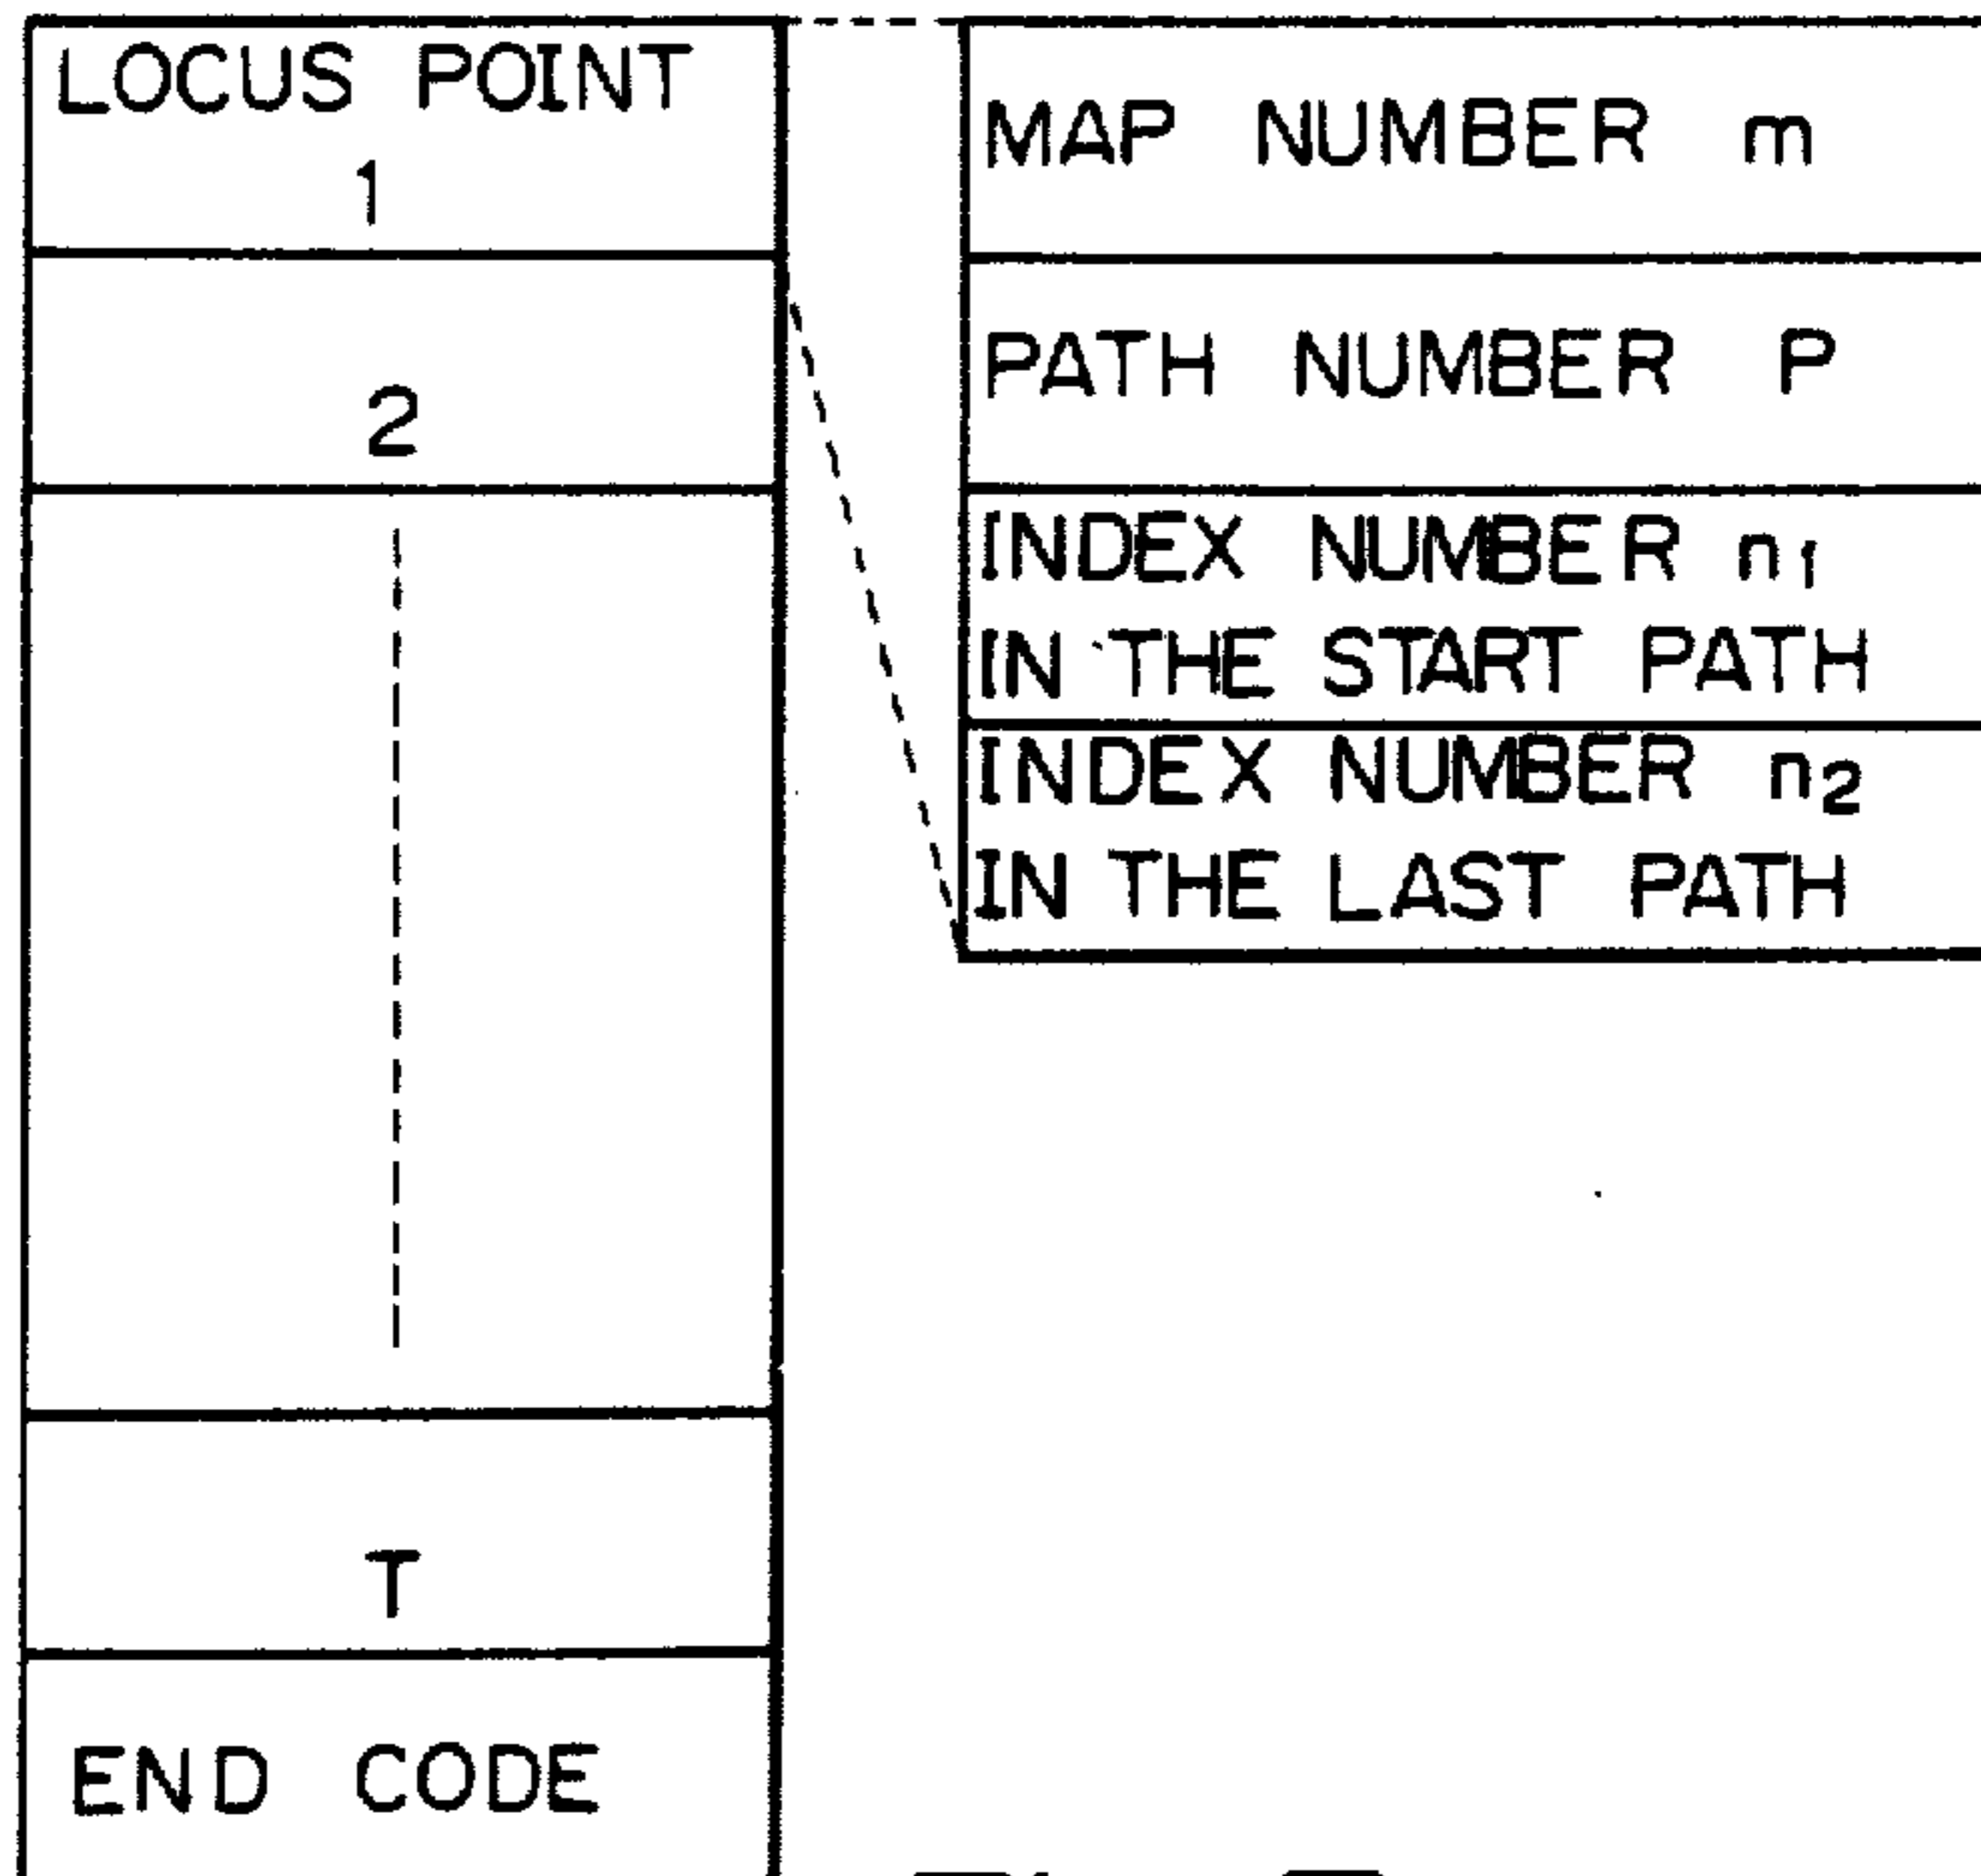 LOCUS POINT
1
2
T
END CODE
MAP NUMBER m
PATH NUMBER P
INDEX NUMBER n₁
IN THE START PATH
INDEX NUMBER n₂
IN THE LAST PATH